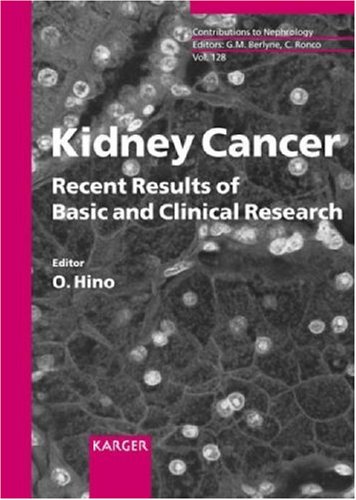 Contributions to Nephrology
Editors: G.M. Berlyne, C. Ronco
Vol. 128
Kidney Cancer
Recent Results of
Basic and Clinical Research
Editor
O. Hino
KARGER